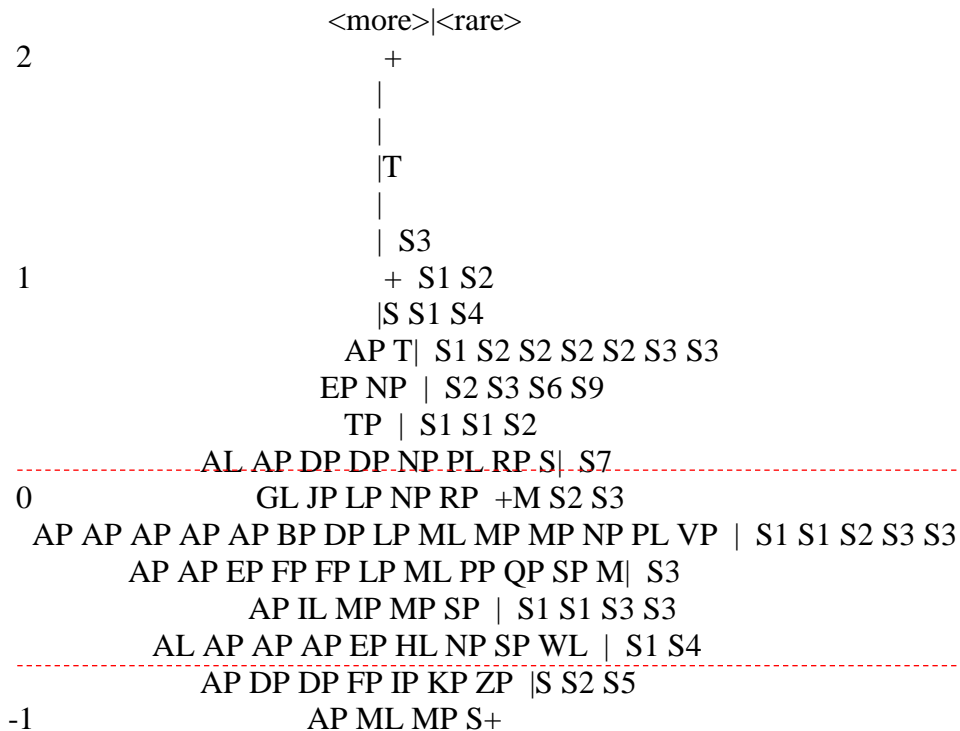 <more>|<rare>
2 +
|
|
|T
|
| S3
1 + S1 S2
|S S1 S4
AP T| S1 S2 S2 S2 S2 S3 S3
EP NP | S2 S3 S6 S9
TP | S1 S1 S2
AL AP DP DP NP PL RP S| S7
0 GL JP LP NP RP +M S2 S3
AP AP AP AP AP BP DP LP ML MP MP NP PL VP | S1 S1 S2 S3 S3
AP AP EP FP FP LP ML PP QP SP M| S3
AP IL MP MP SP | S1 S1 S3 S3
AL AP AP AP EP HL NP SP WL | S1 S4
AP DP DP FP IP KP ZP |S S2 S5
-1 AP ML MP S+